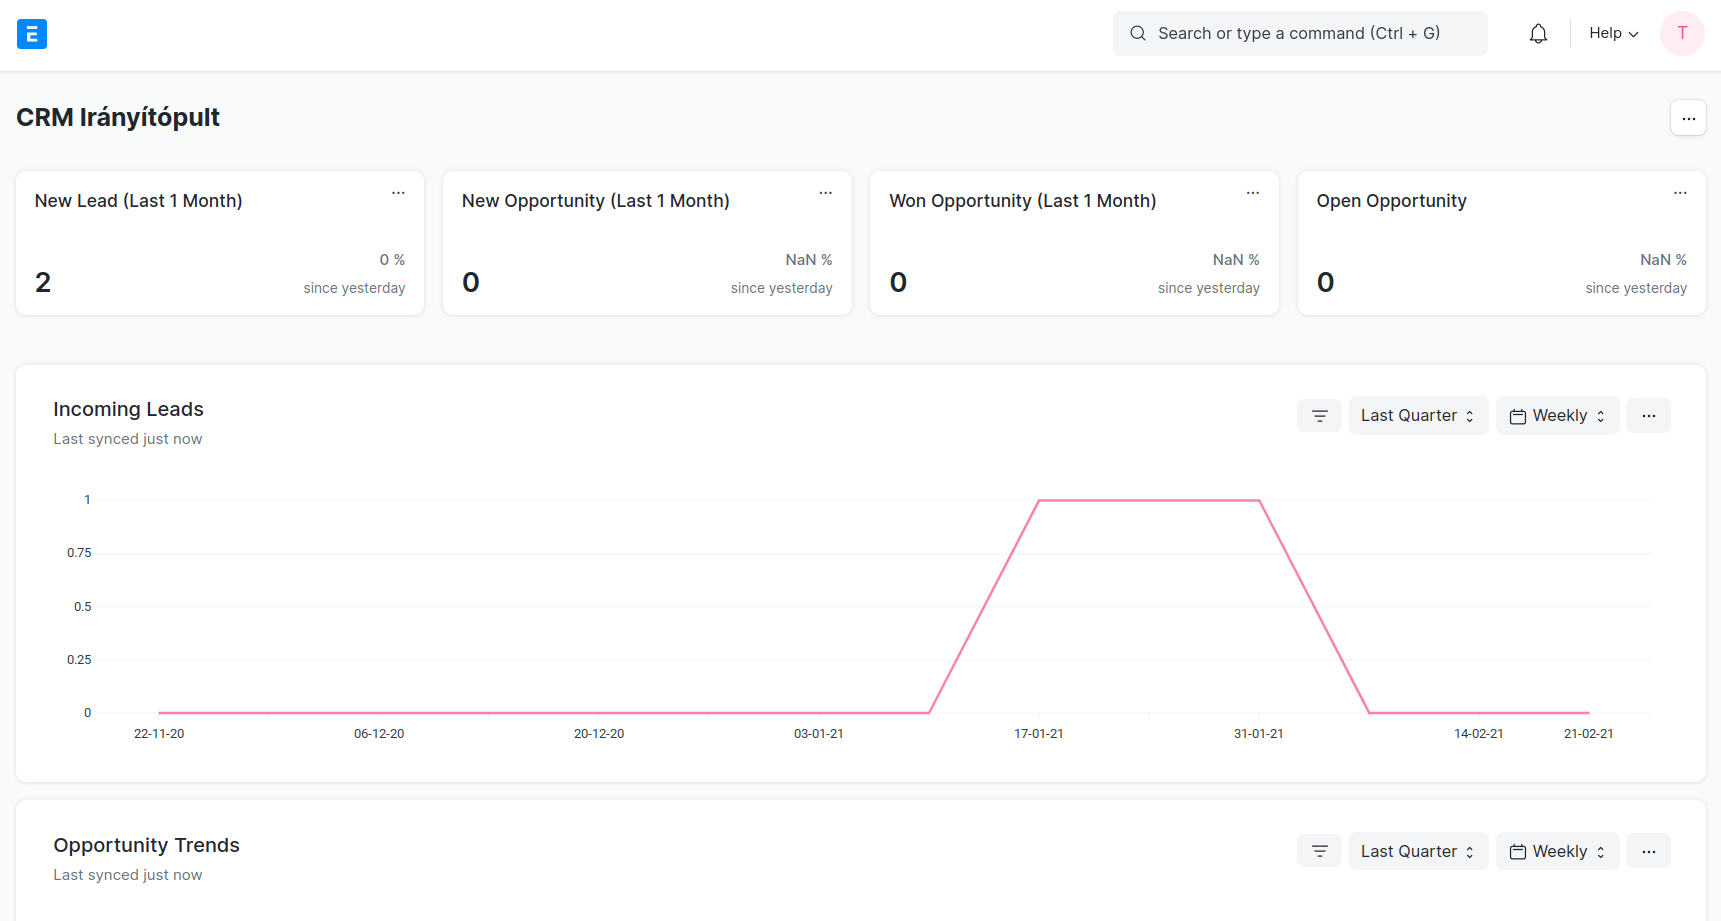 E
Search or type a command (Ctrl + G)
Help
T
CRM Irányítópult
New Lead (Last 1 Month)
0 %
2
since yesterday
New Opportunity (Last 1 Month)
NaN %
0
since yesterday
Won Opportunity (Last 1 Month)
NaN %
0
since yesterday
Open Opportunity
NaN %
0
since yesterday
Incoming Leads
Last synced just now
Last Quarter
Weekly
1
0.75
0.5
0.25
0
22-11-20
06-12-20
20-12-20
03-01-21
17-01-21
31-01-21
14-02-21
21-02-21
Opportunity Trends
Last synced just now
Last Quarter
Weekly